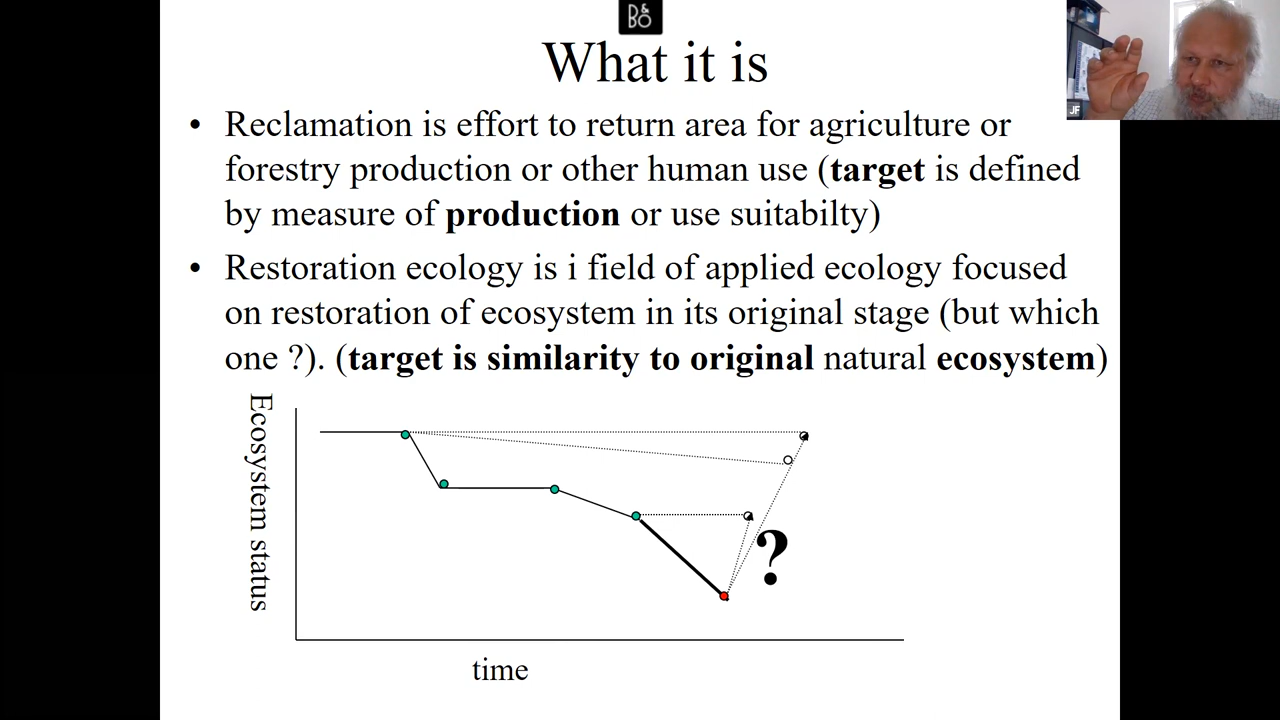 B&O
What it is
JF
• Reclamation is effort to return area for agriculture or
forestry production or other human use (target is defined
by measure of production or use suitabilty)
• Restoration ecology is i field of applied ecology focused
on restoration of ecosystem in its original stage (but which
one ?). (target is similarity to original natural ecosystem)
Ecosystem status
?
time